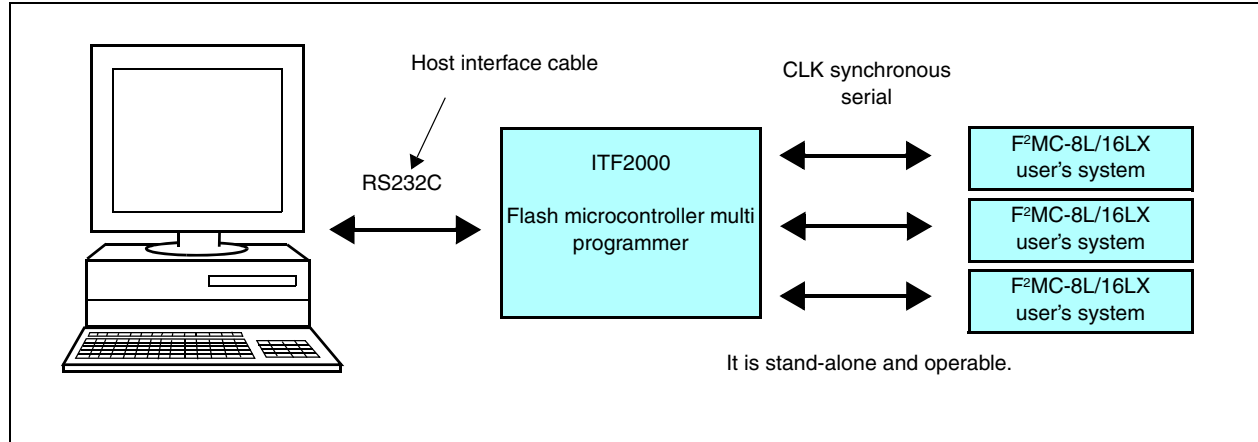 Host interface cable
RS232C
ITF2000
Flash microcontroller multi
programmer
CLK synchronous
serial
F²MC-8L/16LX
user's system
F²MC-8L/16LX
user's system
F²MC-8L/16LX
user's system
It is stand-alone and operable.